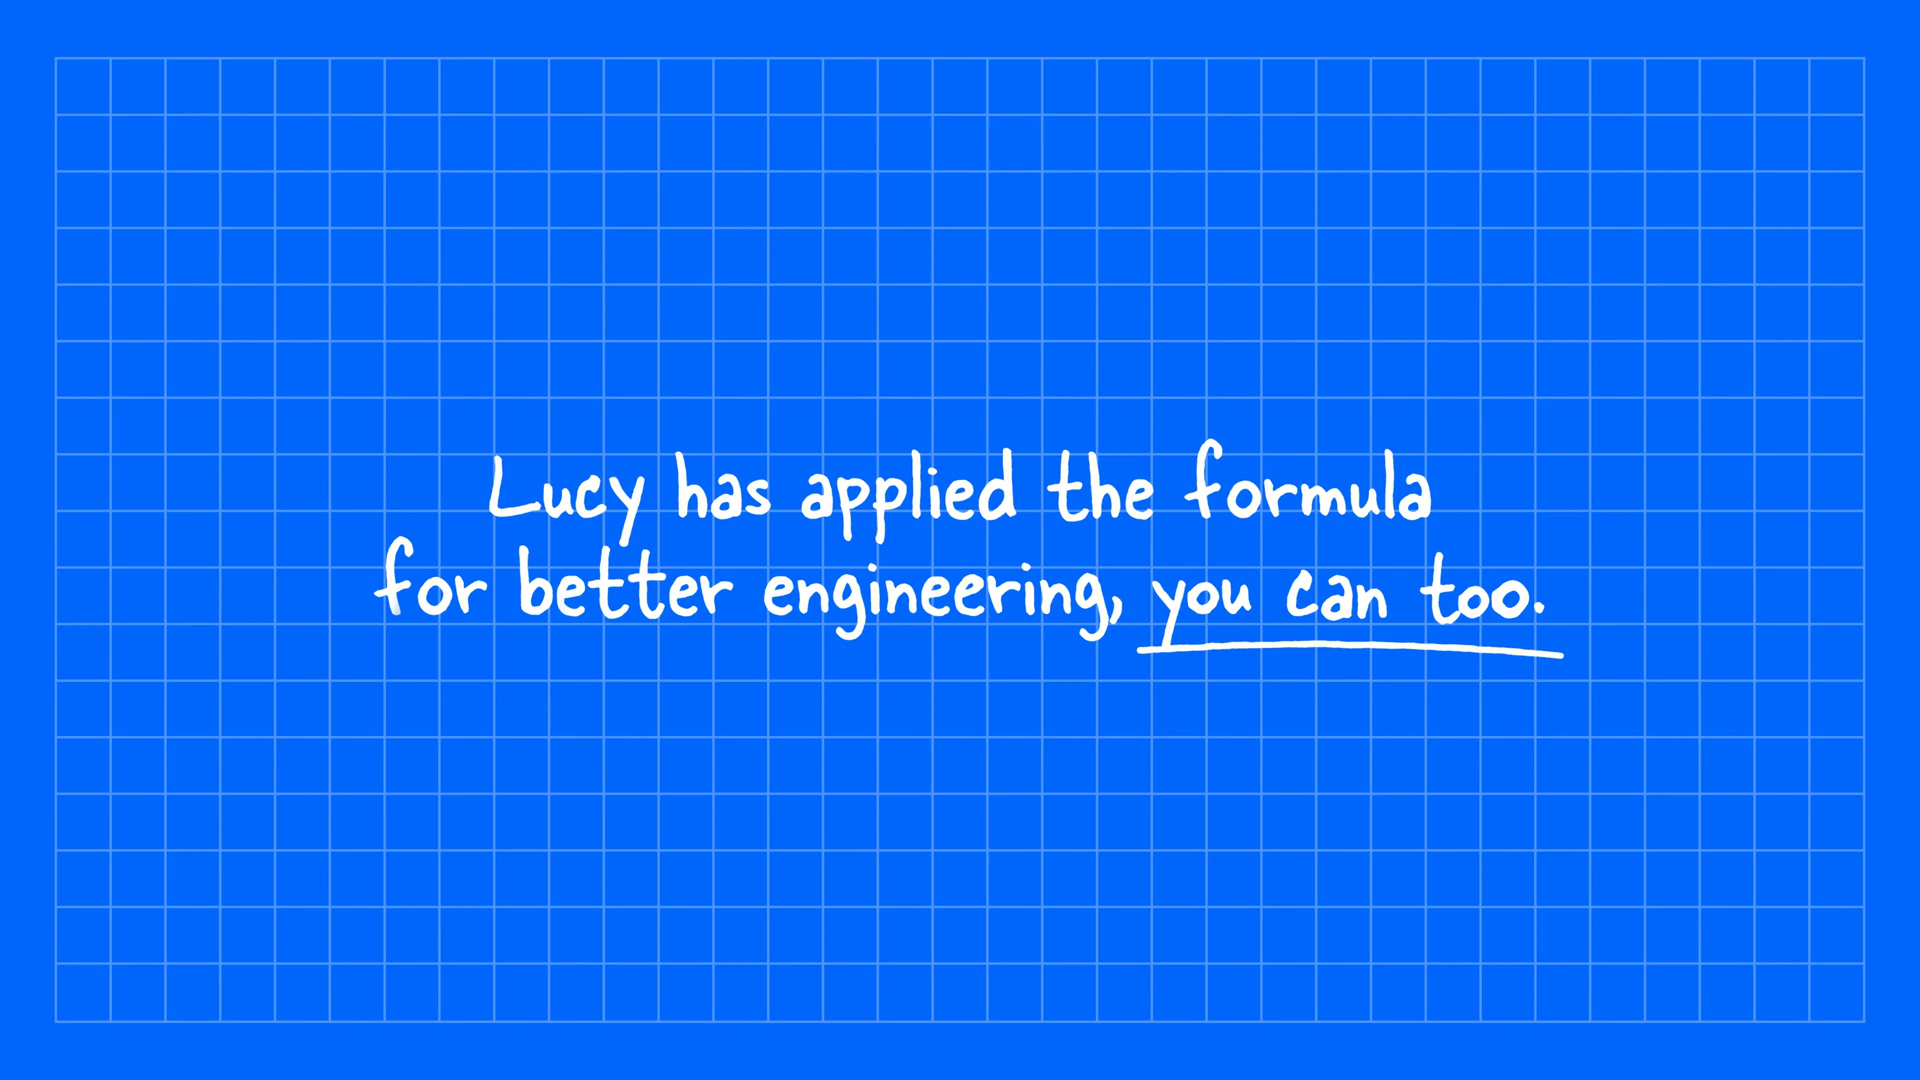 Lucy has applied the formula
for better engineering, you can too.